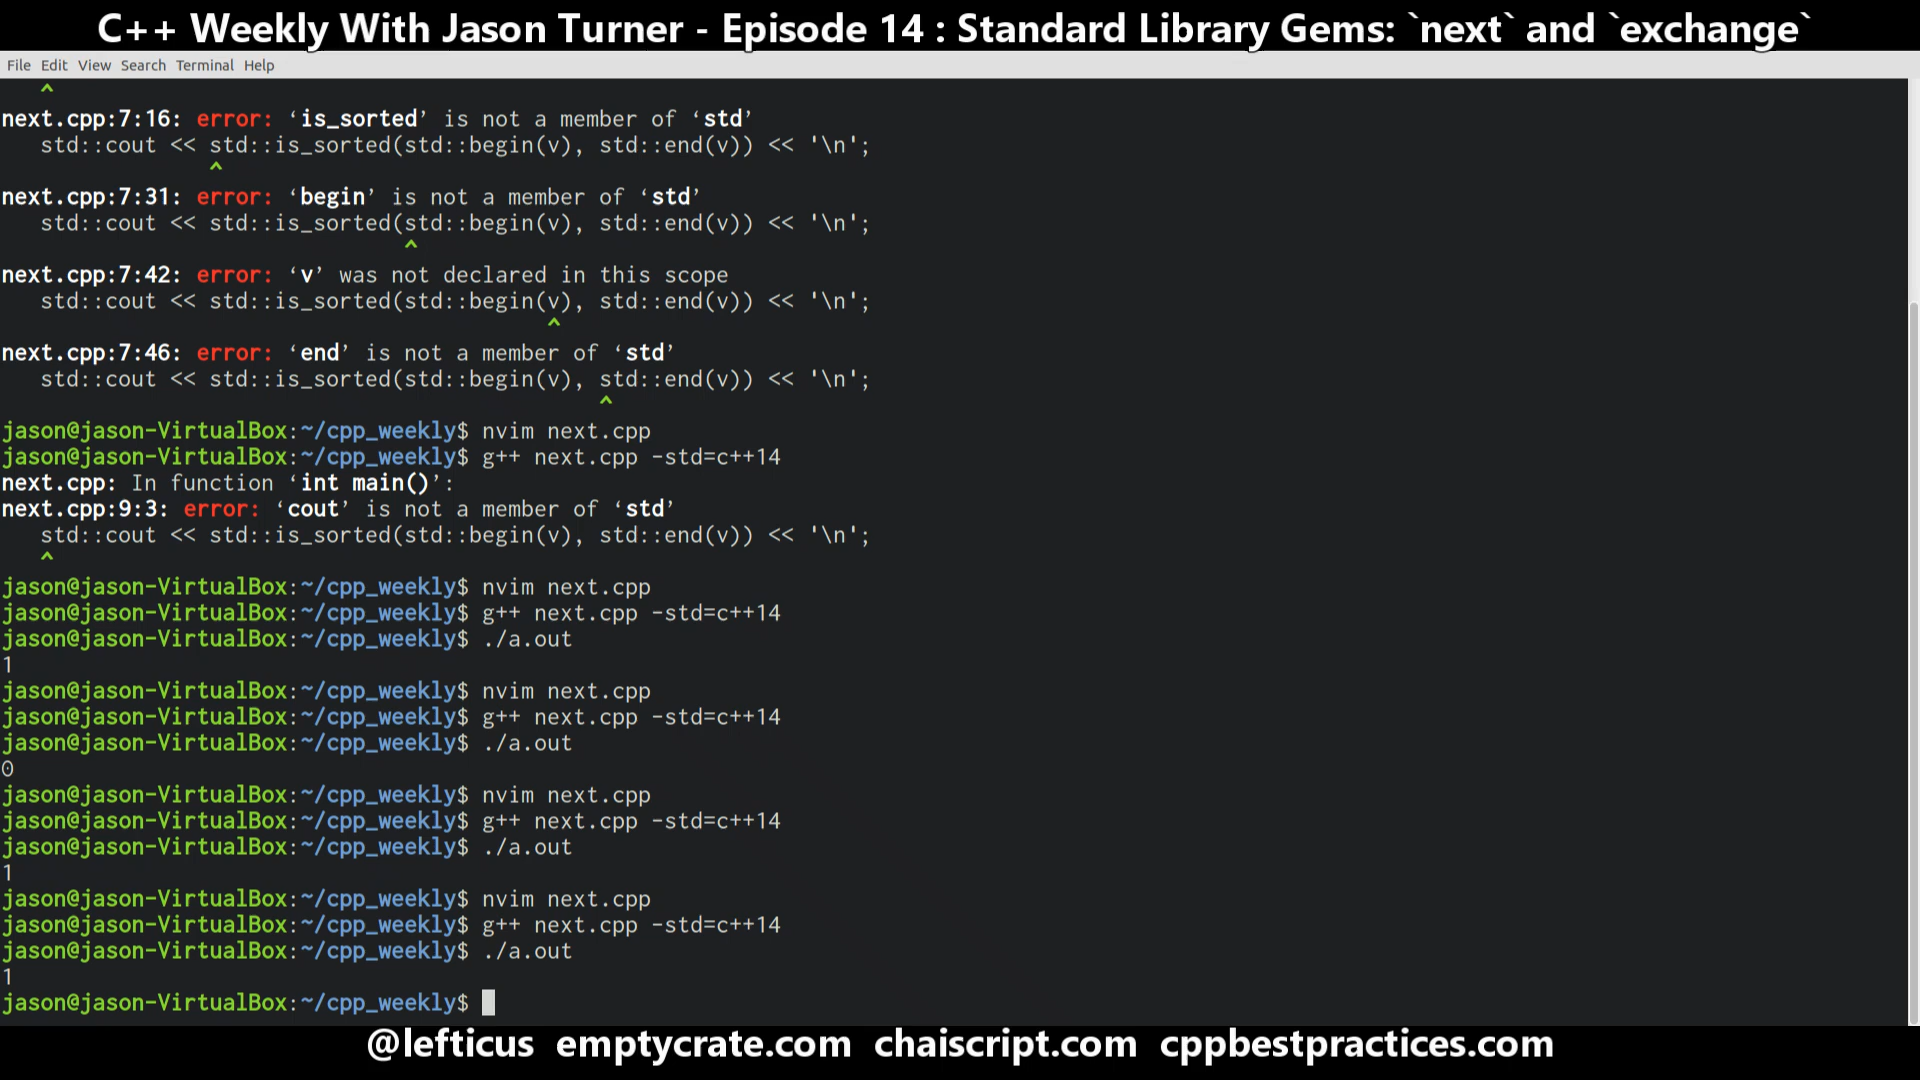 C++ Weekly With Jason Turner - Episode 14 : Standard Library Gems: `next` and `exchange`
File Edit View Search Terminal Help
^
next.cpp:7:16: error: ‘is_sorted’ is not a member of ‘std’
   std::cout << std::is_sorted(std::begin(v), std::end(v)) << '\n';
                ^
next.cpp:7:31: error: ‘begin’ is not a member of ‘std’
   std::cout << std::is_sorted(std::begin(v), std::end(v)) << '\n';
                               ^
next.cpp:7:42: error: ‘v’ was not declared in this scope
   std::cout << std::is_sorted(std::begin(v), std::end(v)) << '\n';
                                          ^
next.cpp:7:46: error: ‘end’ is not a member of ‘std’
   std::cout << std::is_sorted(std::begin(v), std::end(v)) << '\n';
                                              ^
jason@jason-VirtualBox:~/cpp_weekly$ nvim next.cpp
jason@jason-VirtualBox:~/cpp_weekly$ g++ next.cpp -std=c++14
next.cpp: In function ‘int main()’:
next.cpp:9:3: error: ‘cout’ is not a member of ‘std’
   std::cout << std::is_sorted(std::begin(v), std::end(v)) << '\n';
   ^
jason@jason-VirtualBox:~/cpp_weekly$ nvim next.cpp
jason@jason-VirtualBox:~/cpp_weekly$ g++ next.cpp -std=c++14
jason@jason-VirtualBox:~/cpp_weekly$ ./a.out
1
jason@jason-VirtualBox:~/cpp_weekly$ nvim next.cpp
jason@jason-VirtualBox:~/cpp_weekly$ g++ next.cpp -std=c++14
jason@jason-VirtualBox:~/cpp_weekly$ ./a.out
0
jason@jason-VirtualBox:~/cpp_weekly$ nvim next.cpp
jason@jason-VirtualBox:~/cpp_weekly$ g++ next.cpp -std=c++14
jason@jason-VirtualBox:~/cpp_weekly$ ./a.out
1
jason@jason-VirtualBox:~/cpp_weekly$ nvim next.cpp
jason@jason-VirtualBox:~/cpp_weekly$ g++ next.cpp -std=c++14
jason@jason-VirtualBox:~/cpp_weekly$ ./a.out
1
jason@jason-VirtualBox:~/cpp_weekly$
@lefticus emptycrate.com chaiscript.com cppbestpractices.com